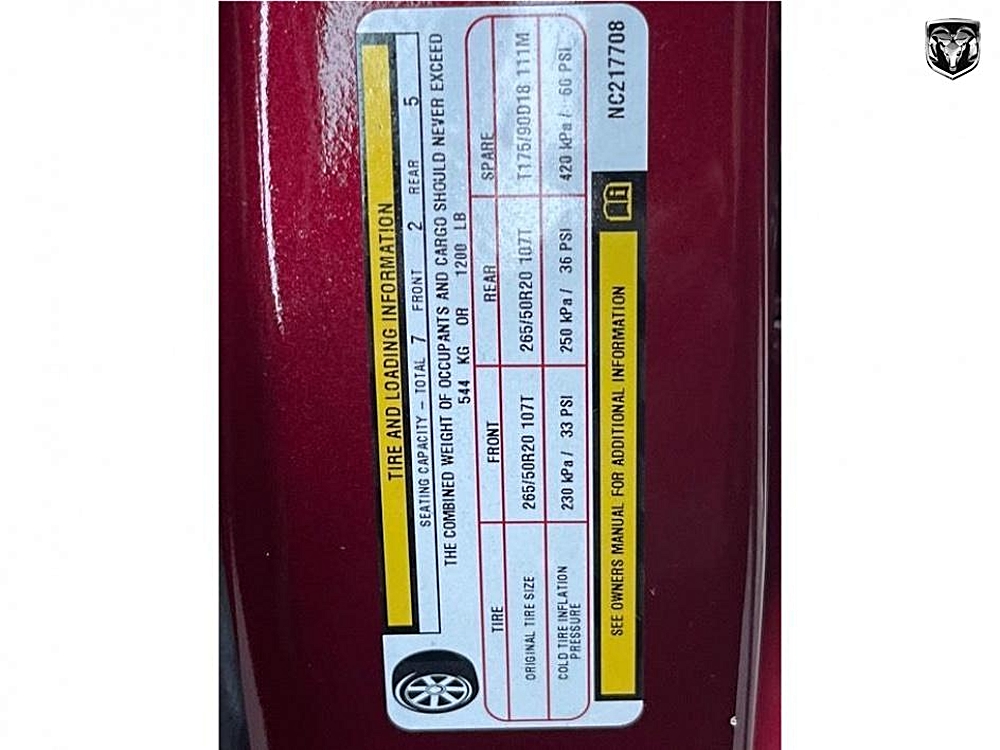 TIRE AND LOADING INFORMATION
SEATING CAPACITY – TOTAL 7 FRONT 2 REAR 5
THE COMBINED WEIGHT OF OCCUPANTS AND CARGO SHOULD NEVER EXCEED
544 KG OR 1200 LB
TIRE FRONT REAR SPARE
ORIGINAL TIRE SIZE 265/50R20 107T 265/50R20 107T T175/90D18 111M
COLD TIRE INFLATION PRESSURE 230 kPa / 33 PSI 250 kPa / 36 PSI 420 kPa / 60 PSI
SEE OWNERS MANUAL FOR ADDITIONAL INFORMATION
NC217708